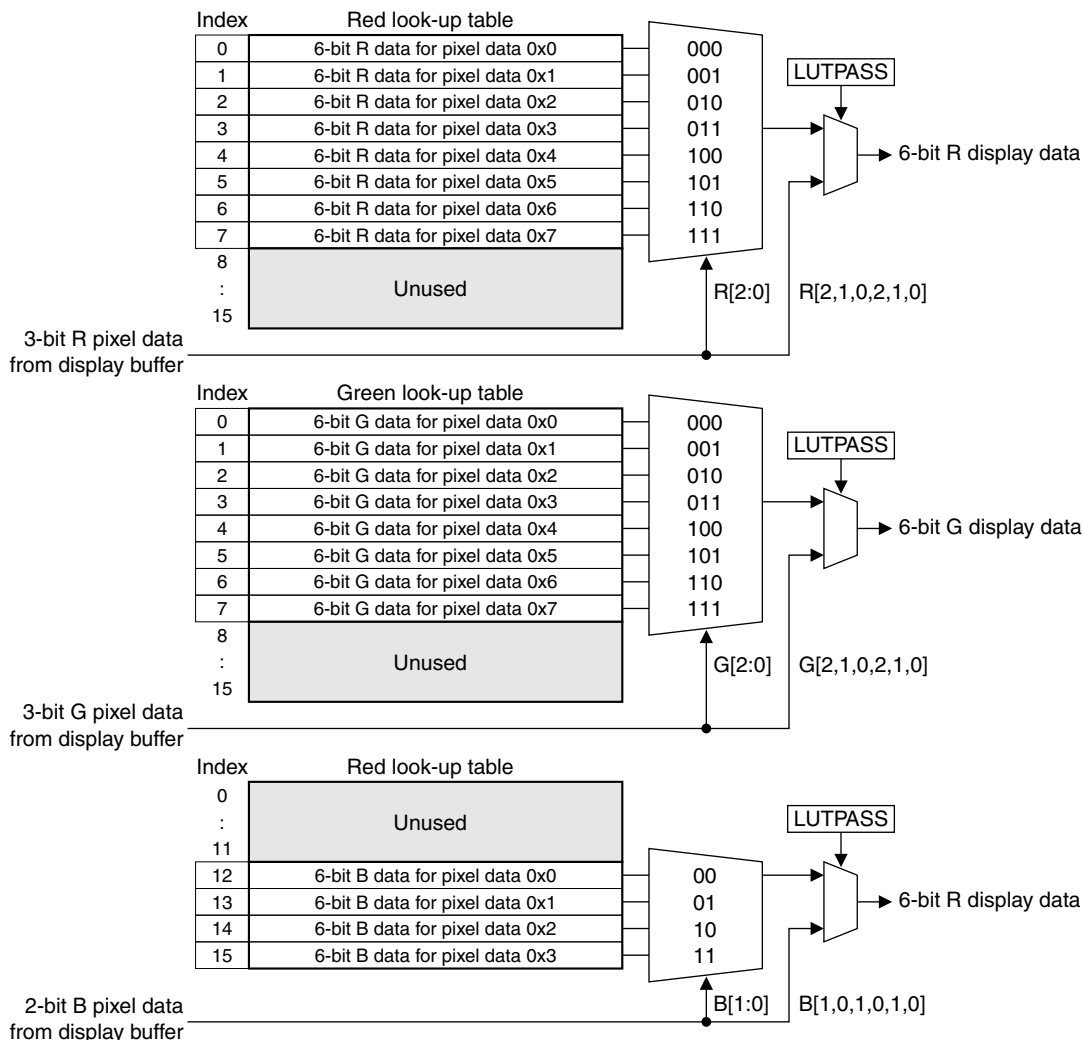 Index Red look-up table
0 6-bit R data for pixel data 0x0 000
1 6-bit R data for pixel data 0x1 001 LUTPASS
2 6-bit R data for pixel data 0x2 010
3 6-bit R data for pixel data 0x3 011
4 6-bit R data for pixel data 0x4 100 6-bit R display data
5 6-bit R data for pixel data 0x5 101
6 6-bit R data for pixel data 0x6 110
7 6-bit R data for pixel data 0x7 111
8
: Unused R[2:0] R[2,1,0,2,1,0]
15
3-bit R pixel data
from display buffer
Index Green look-up table
0 6-bit G data for pixel data 0x0 000
1 6-bit G data for pixel data 0x1 001 LUTPASS
2 6-bit G data for pixel data 0x2 010
3 6-bit G data for pixel data 0x3 011
4 6-bit G data for pixel data 0x4 100 6-bit G display data
5 6-bit G data for pixel data 0x5 101
6 6-bit G data for pixel data 0x6 110
7 6-bit G data for pixel data 0x7 111
8
: Unused G[2:0] G[2,1,0,2,1,0]
15
3-bit G pixel data
from display buffer
Index Red look-up table
0
: Unused LUTPASS
11
12 6-bit B data for pixel data 0x0 00
13 6-bit B data for pixel data 0x1 01 6-bit R display data
14 6-bit B data for pixel data 0x2 10
15 6-bit B data for pixel data 0x3 11
2-bit B pixel data B[1:0] B[1,0,1,0,1,0]
from display buffer